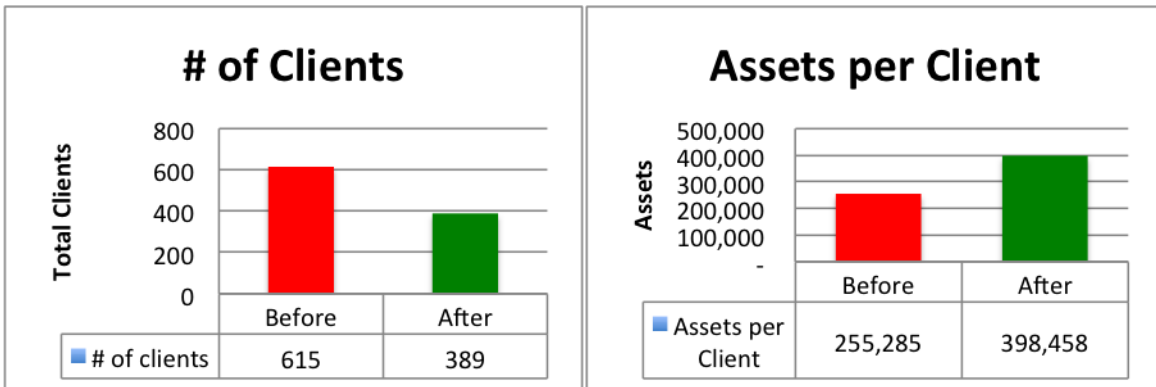 # of Clients
Total Clients
800
600
400
200
0
Before After
# of clients 615 389
Assets per Client
Assets
500,000
400,000
300,000
200,000
100,000
-
Before After
Assets per
Client
255,285 398,458